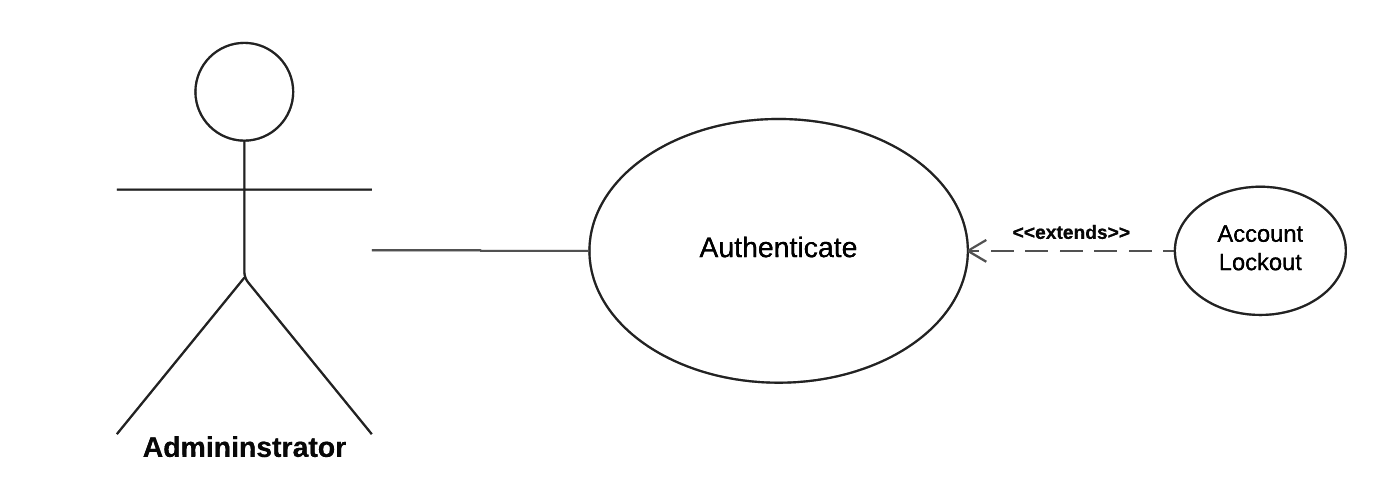 Authenticate
<<extends>>
Account
Lockout
Admininstrator